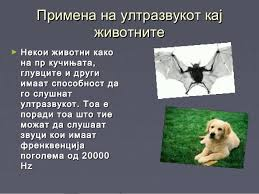 Примена на ултразвукот кај
животните
Некои животни како
на пр кучињата,
глувците и други
имаат способност да
го слушнат
ултразвукот. Тоа е
поради тоа што тие
можат да слушаат
звуци кои имаат
френквенција
поголема од 20000
Hz